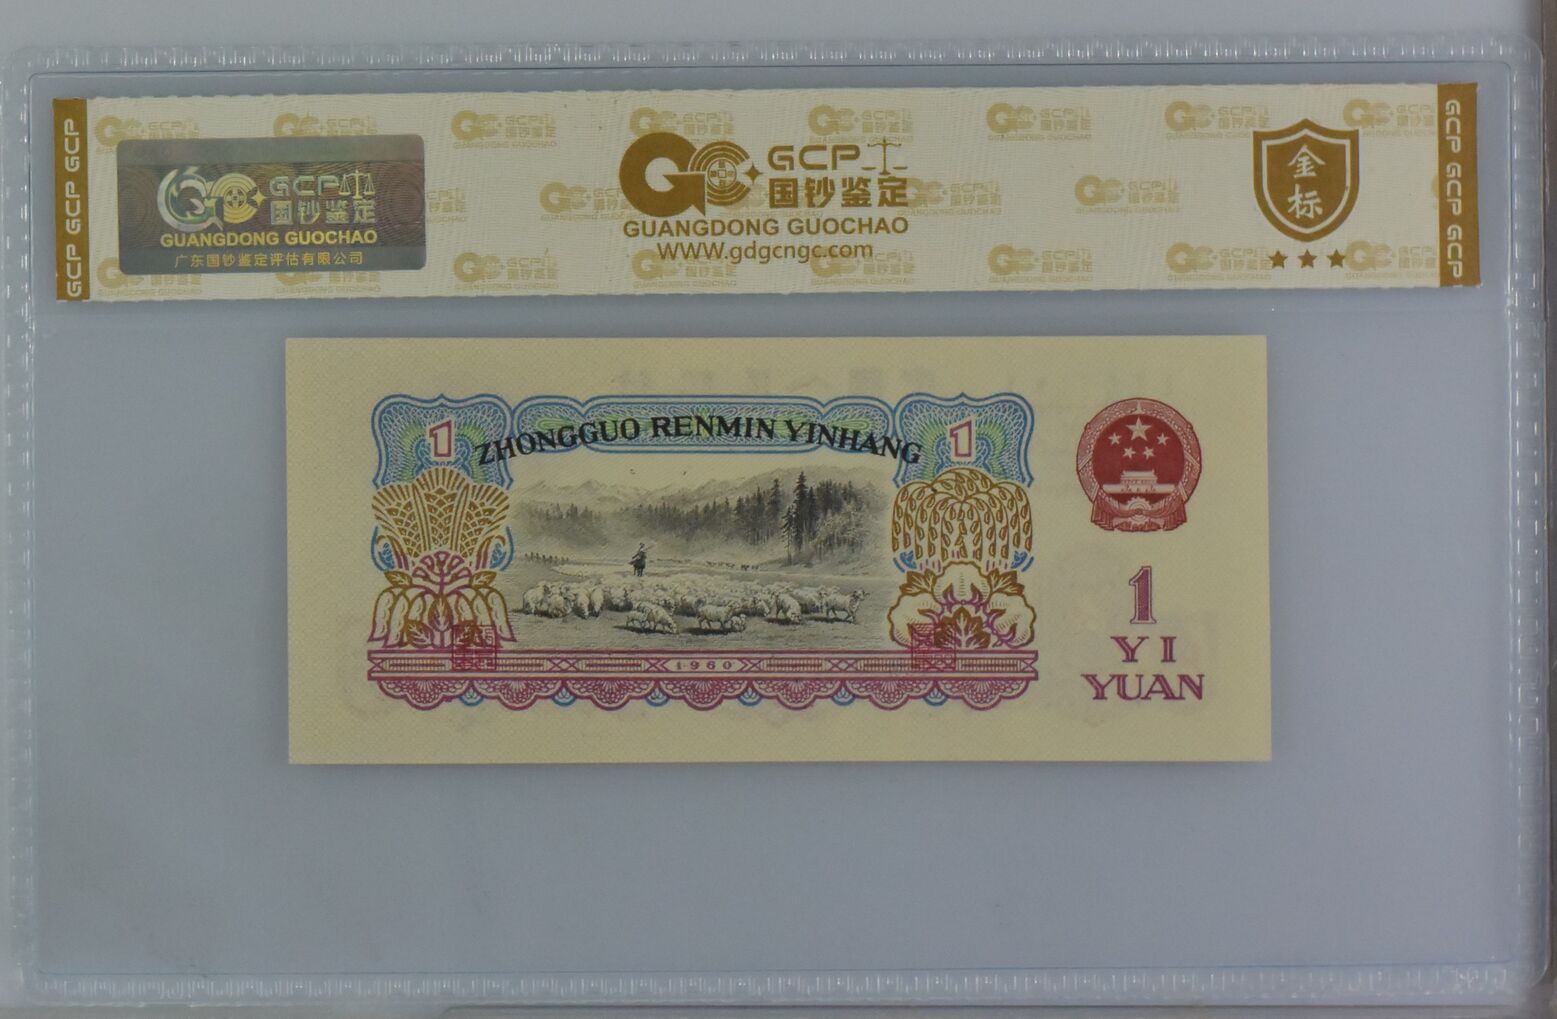 GCP GCP GCP
GCP 国钞鉴定
GUANGDONG GUOCHAO
广东国钞鉴定评估有限公司
GCP 国钞鉴定
GUANGDONG GUOCHAO
WWW.gdgcngc.com
金标
GCP GCP GCP
1
ZHONGGUO RENMIN YINHANG
1
1960
1
YI
YUAN